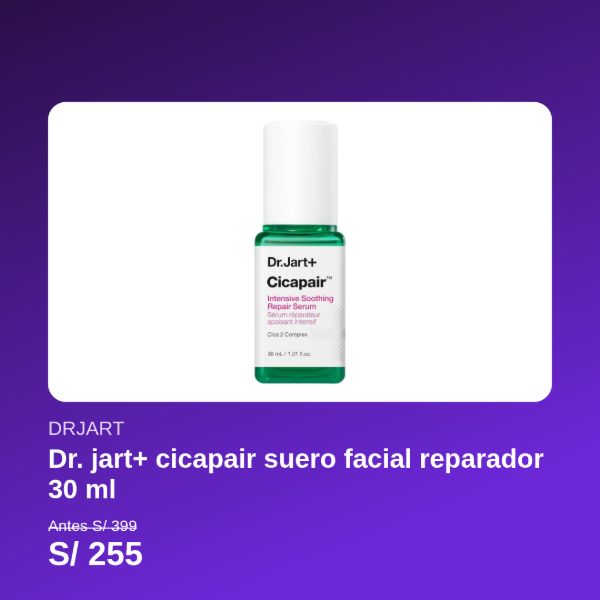 Dr.Jart+
Cicapair™
Intensive Soothing
Repair Serum
Sérum réparateur
apaisant intensif
Cica 2 Complex
30 mL / 1.01 fl.oz.
DRJART
Dr. jart+ cicapair suero facial reparador
30 ml
Antes S/ 399
S/ 255